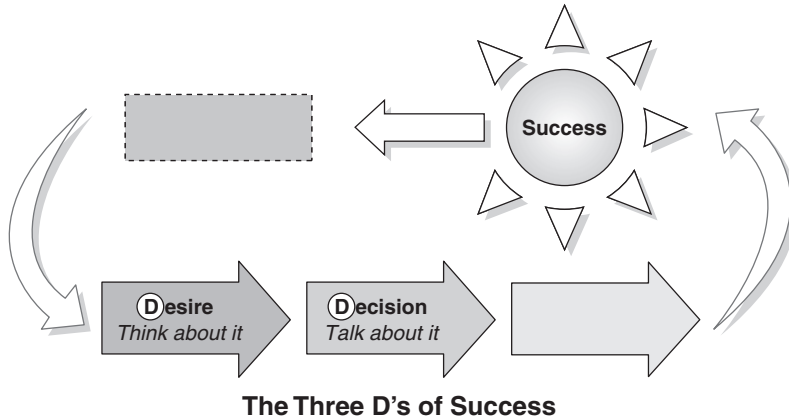 Success
Desire
Think about it
Decision
Talk about it
The Three D's of Success